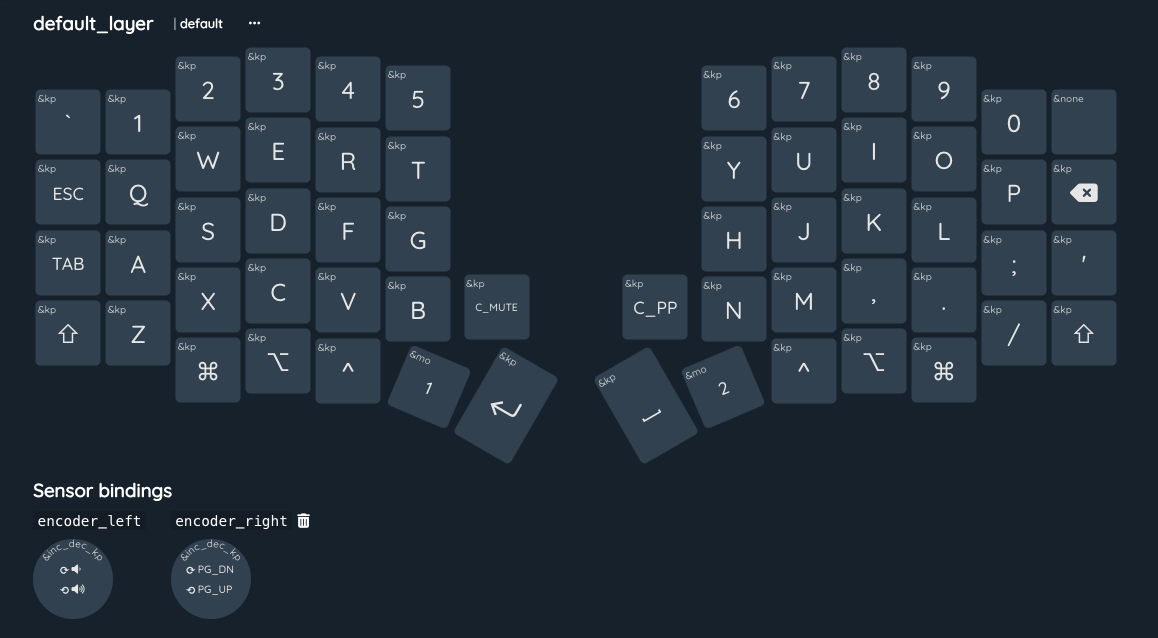 default_layer | default ...
&kp ` &kp 1 &kp 2 &kp 3 &kp 4 &kp 5 &kp 6 &kp 7 &kp 8 &kp 9 &kp 0 &none
&kp ESC &kp Q &kp W &kp E &kp R &kp T &kp Y &kp U &kp I &kp O &kp P &kp ⌫
&kp TAB &kp A &kp S &kp D &kp F &kp G &kp H &kp J &kp K &kp L &kp ; &kp '
&kp ⇧ &kp Z &kp X &kp C &kp V &kp B &kp C_MUTE &kp C_PP &kp N &kp M &kp , &kp . &kp / &kp ⇧
&kp ⌘ &kp ⌥ &kp ^ &mo 1 &kp ↵ &kp ⎵ &mo 2 &kp ^ &kp ⌥ &kp ⌘
Sensor bindings
encoder_left encoder_right
&inc_dec_kp &inc_dec_kp
⟳ 🔉 ⟳ PG_DN
⟲ 🔊 ⟲ PG_UP